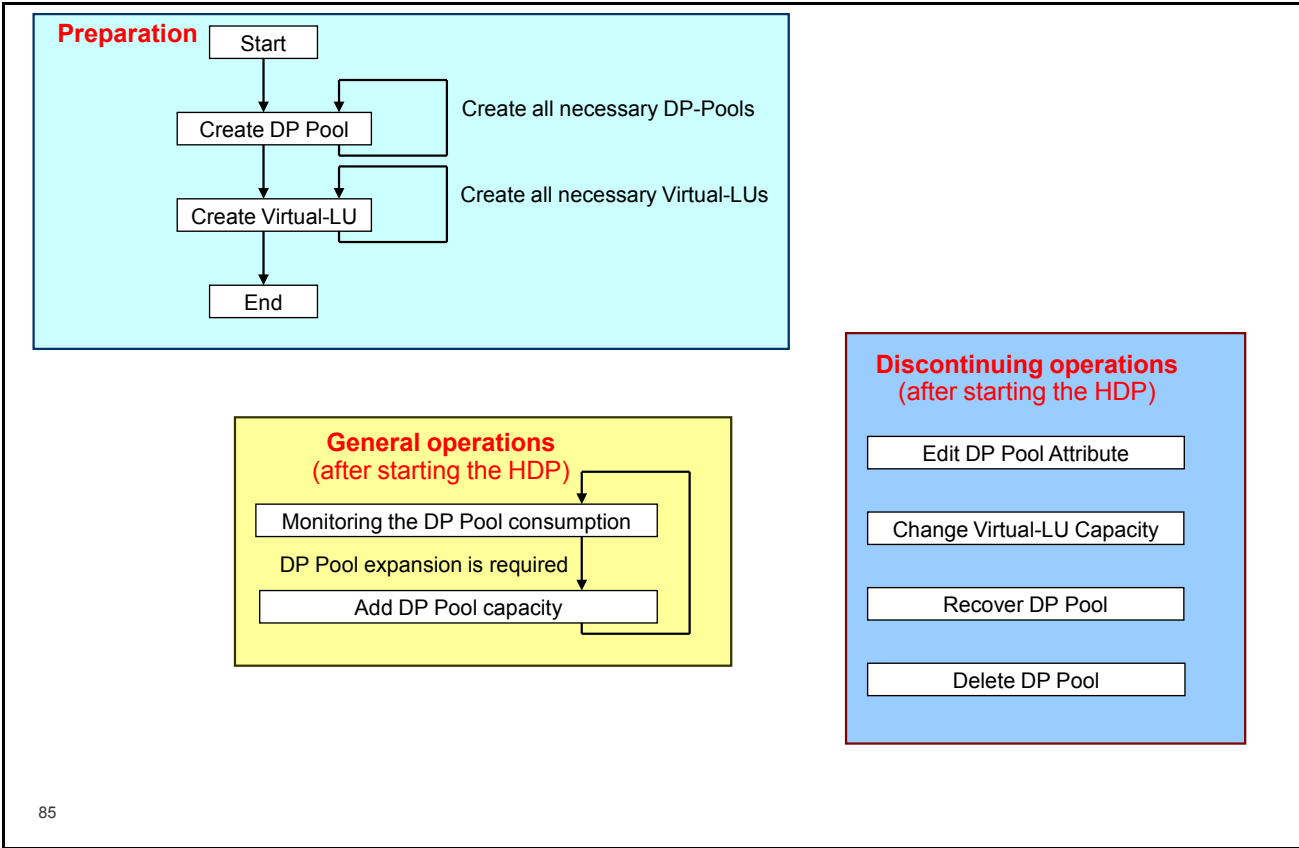 Preparation
Start
Create DP Pool
Create all necessary DP-Pools
Create Virtual-LU
Create all necessary Virtual-LUs
End
General operations
(after starting the HDP)
Monitoring the DP Pool consumption
DP Pool expansion is required
Add DP Pool capacity
Discontinuing operations
(after starting the HDP)
Edit DP Pool Attribute
Change Virtual-LU Capacity
Recover DP Pool
Delete DP Pool
85